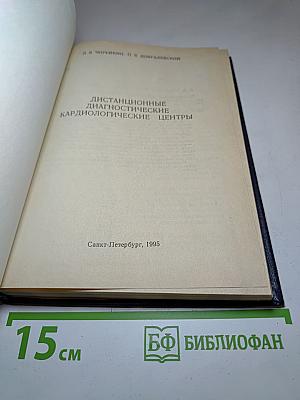 ДИСТАНЦИОННЫЕ
ДИАГНОСТИЧЕСКИЕ
КАРДИОЛОГИЧЕСКИЕ ЦЕНТРЫ
Санкт-Петербург, 1995
15 см
БФ БИБЛИОФАН